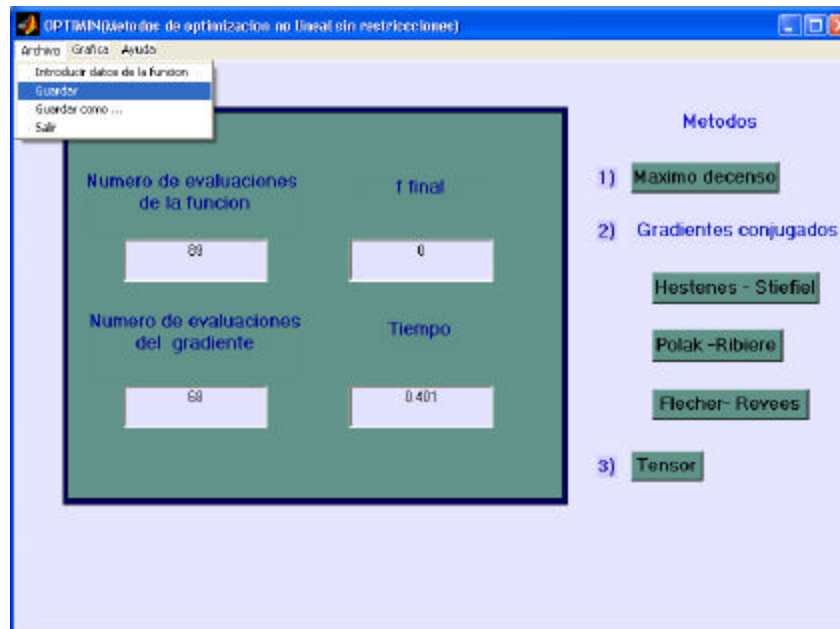 OPTIMIN(Metodos de optimizacion no lineal sin restriccciones)
Archivo Grafica Ayuda
Introducir datos de la funcion
Guardar
Guardar como ...
Salir
Numero de evaluaciones
de la funcion
f final
69
0
Numero de evaluaciones
del gradiente
Tiempo
68
0.401
Metodos
1) Maximo decenso
2) Gradientes conjugados
Hestenes - Stiefiel
Polak -Ribiere
Flecher- Revees
3) Tensor